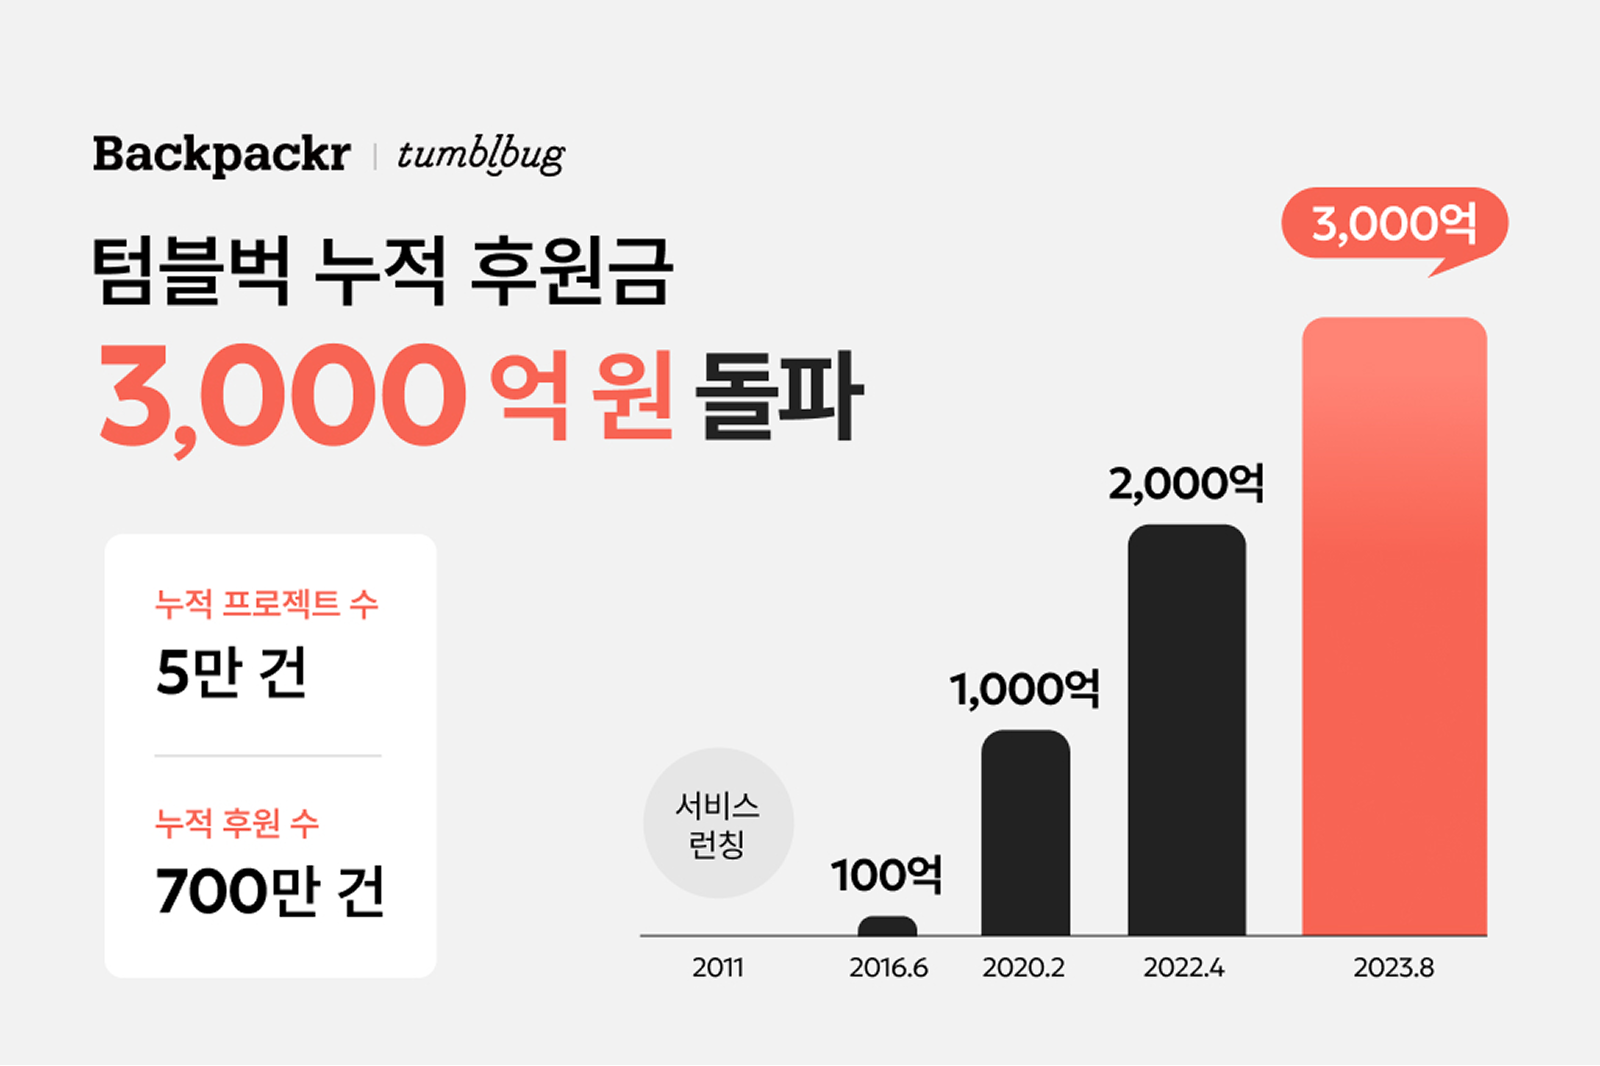 Backpackr | tumblbug
텀블벅 누적 후원금
3,000억 원 돌파
누적 프로젝트 수
5만 건
누적 후원 수
700만 건
서비스
런칭
100억
1,000억
2,000억
3,000억
2011 2016.6 2020.2 2022.4 2023.8